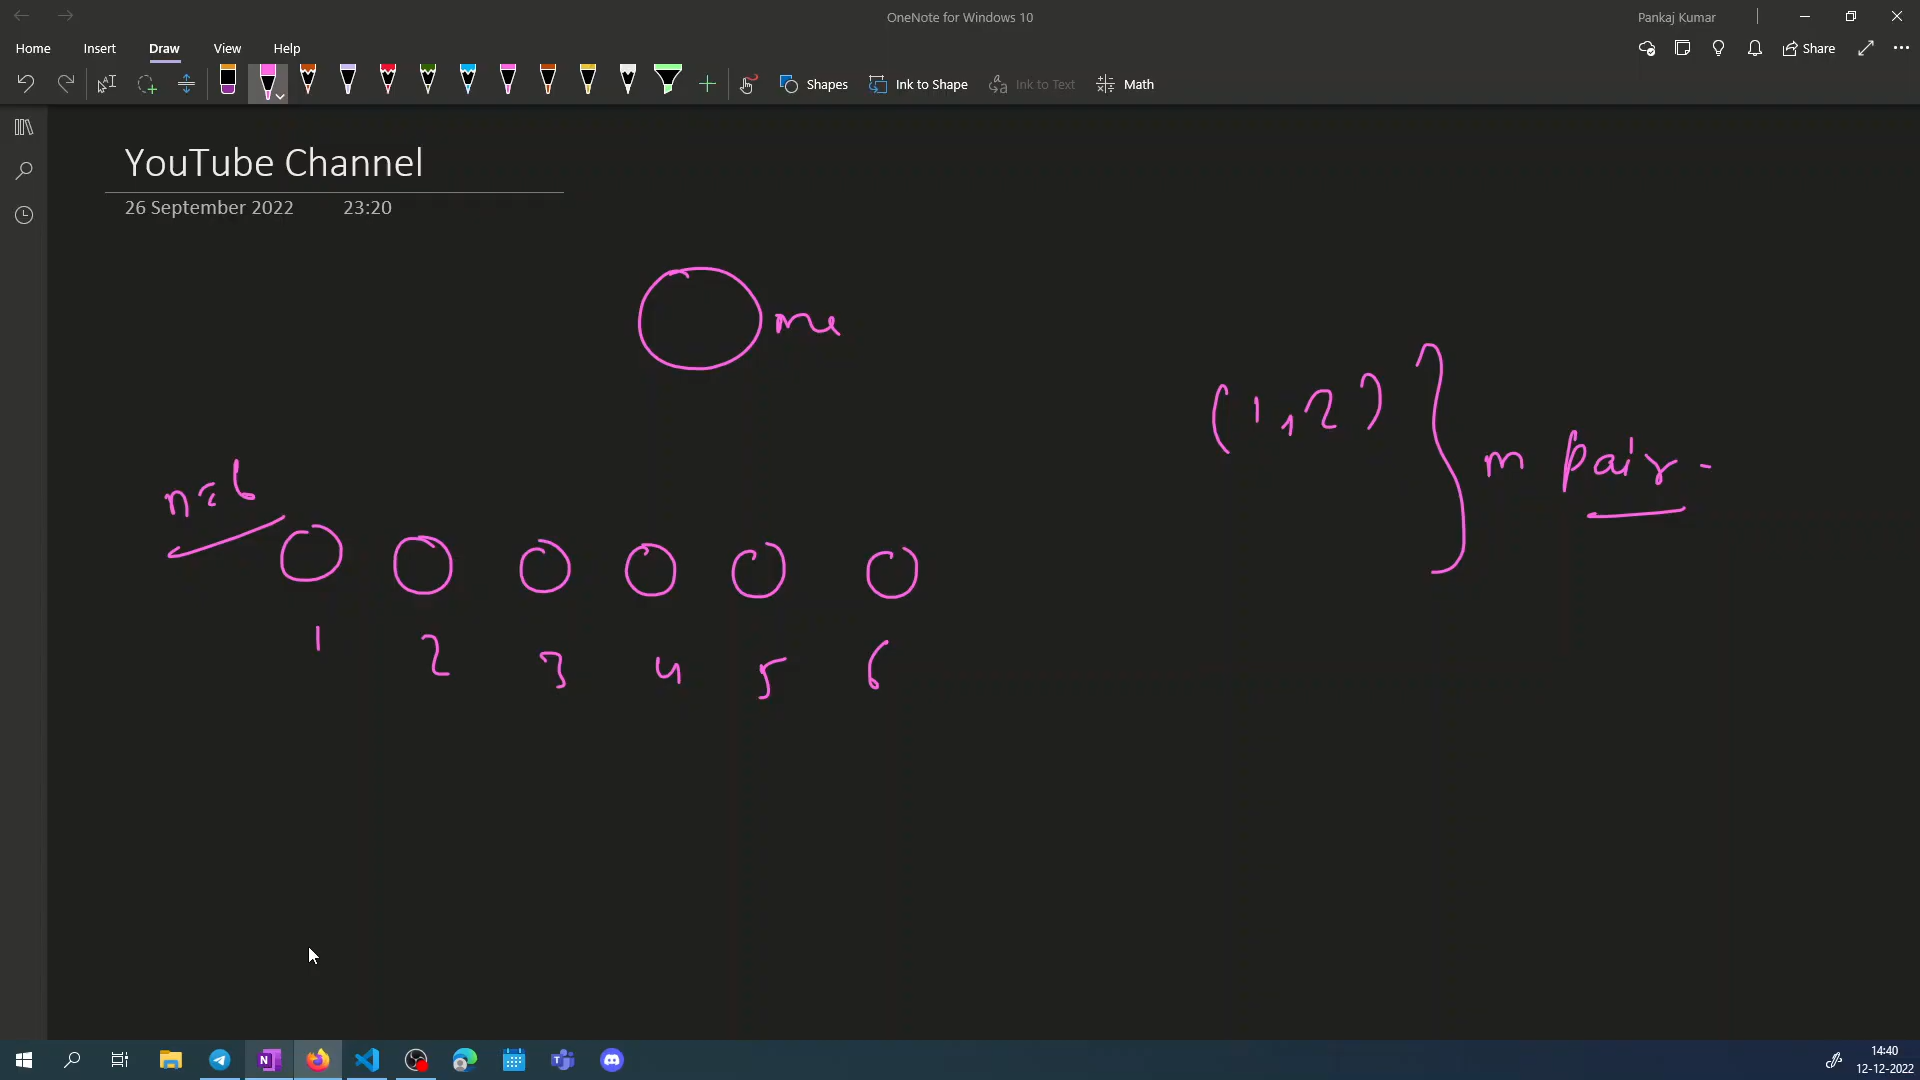 OneNote for Windows 10
Pankaj Kumar
Home Insert Draw View Help
Share
Shapes Ink to Shape Ink to Text Math
YouTube Channel
26 September 2022 23:20
me
(1,2)
m pair -
n=6
1 2 3 4 5 6
14:40
12-12-2022